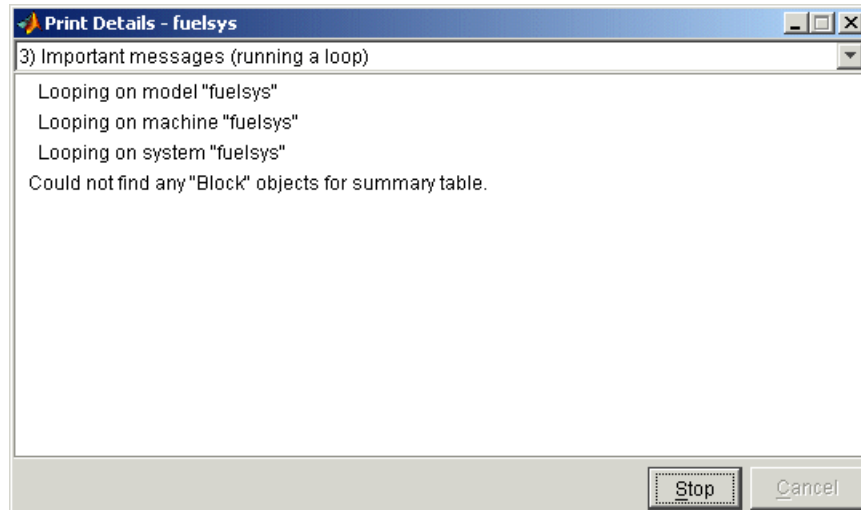 Print Details - fuelsys
3) Important messages (running a loop)
Looping on model "fuelsys"
Looping on machine "fuelsys"
Looping on system "fuelsys"
Could not find any "Block" objects for summary table.
Stop Cancel